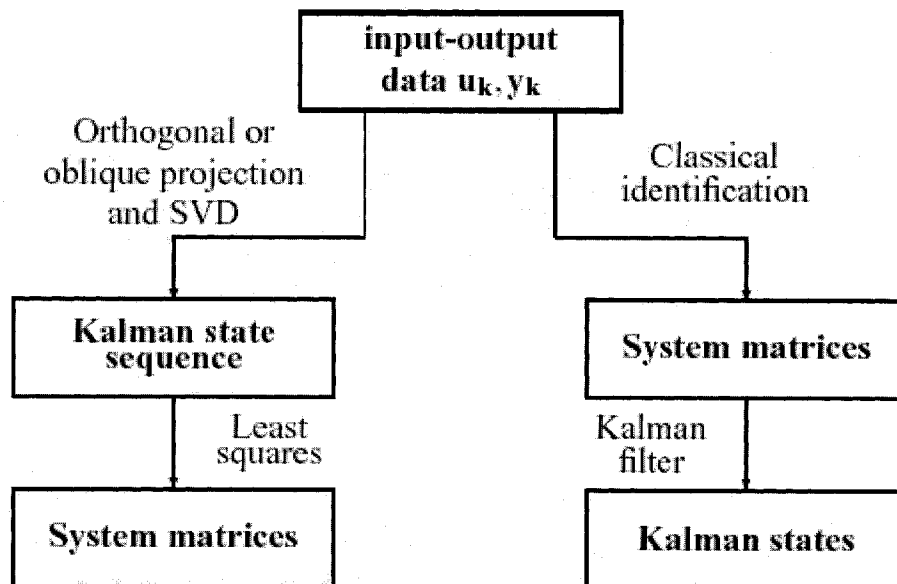 input-output
data uk, yk
Orthogonal or
oblique projection
and SVD
Classical
identification
Kalman state
sequence
System matrices
Least
squares
Kalman
filter
System matrices
Kalman states